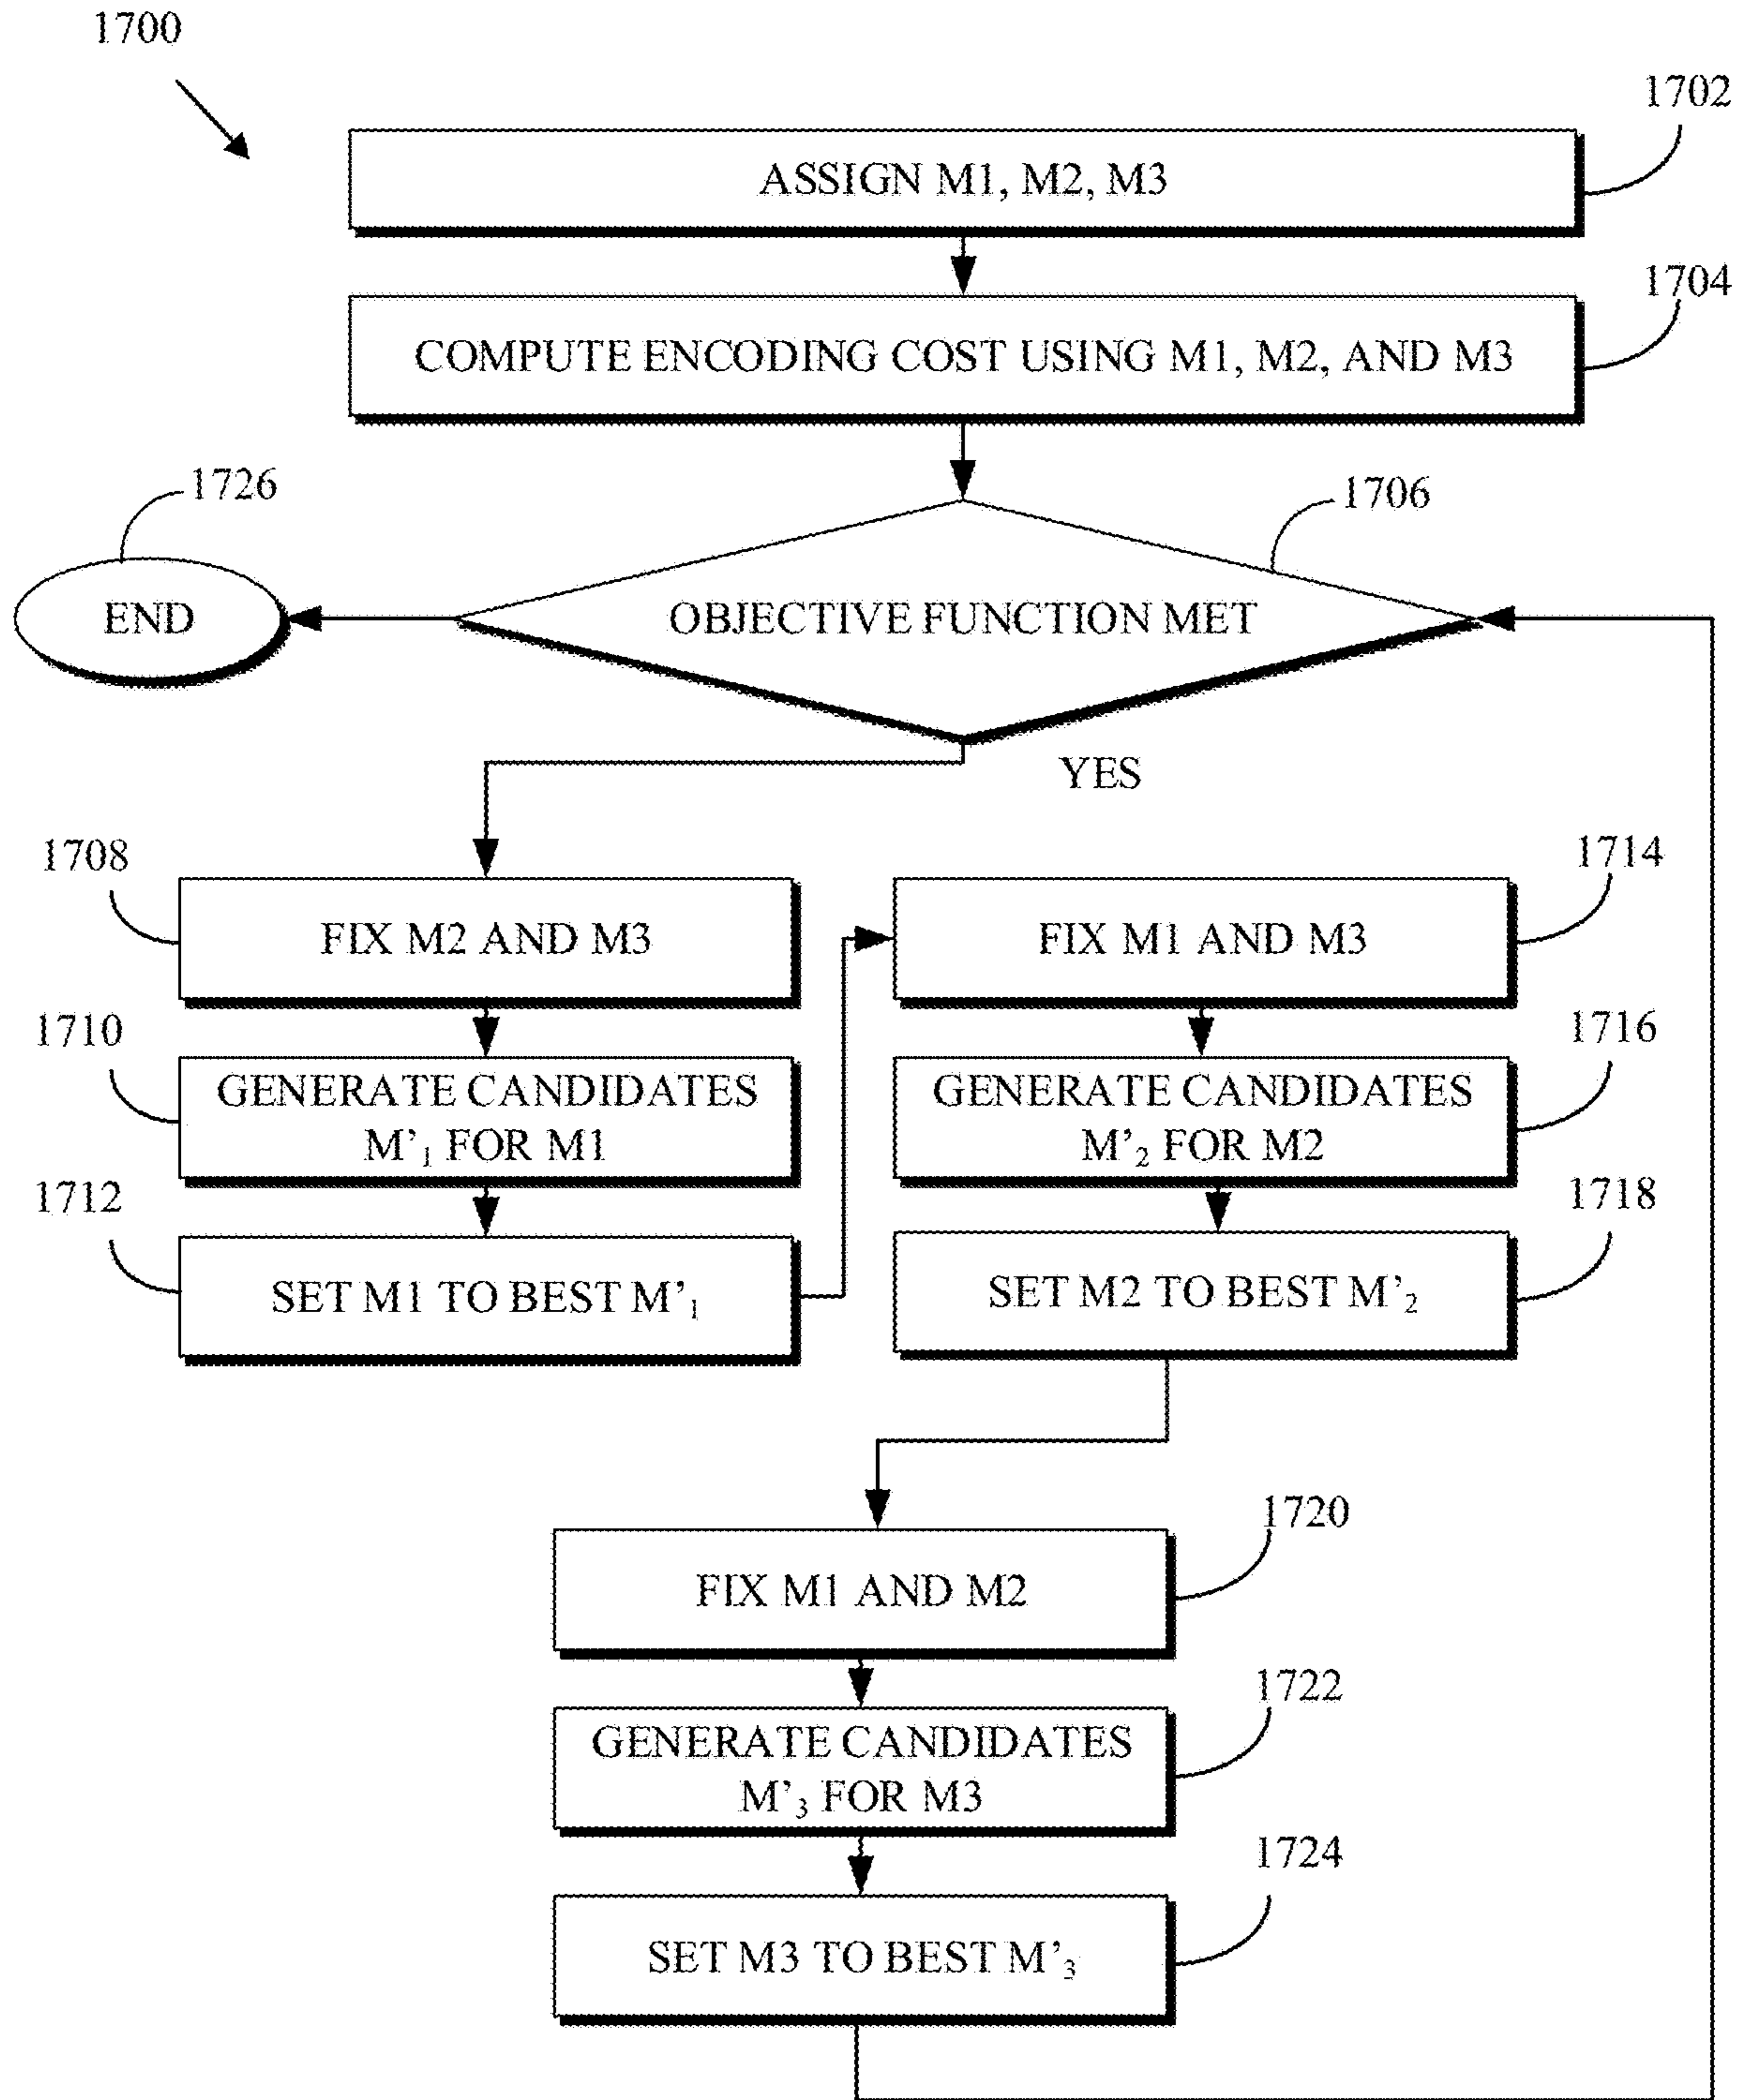 1700
1702
ASSIGN M1, M2, M3
1704
COMPUTE ENCODING COST USING M1, M2, AND M3
1726
1706
END
OBJECTIVE FUNCTION MET
YES
1708
1714
FIX M2 AND M3
FIX M1 AND M3
1710
1716
GENERATE CANDIDATES
M’₁ FOR M1
GENERATE CANDIDATES
M’₂ FOR M2
1712
1718
SET M1 TO BEST M’₁
SET M2 TO BEST M’₂
1720
FIX M1 AND M2
1722
GENERATE CANDIDATES
M’₃ FOR M3
1724
SET M3 TO BEST M’₃